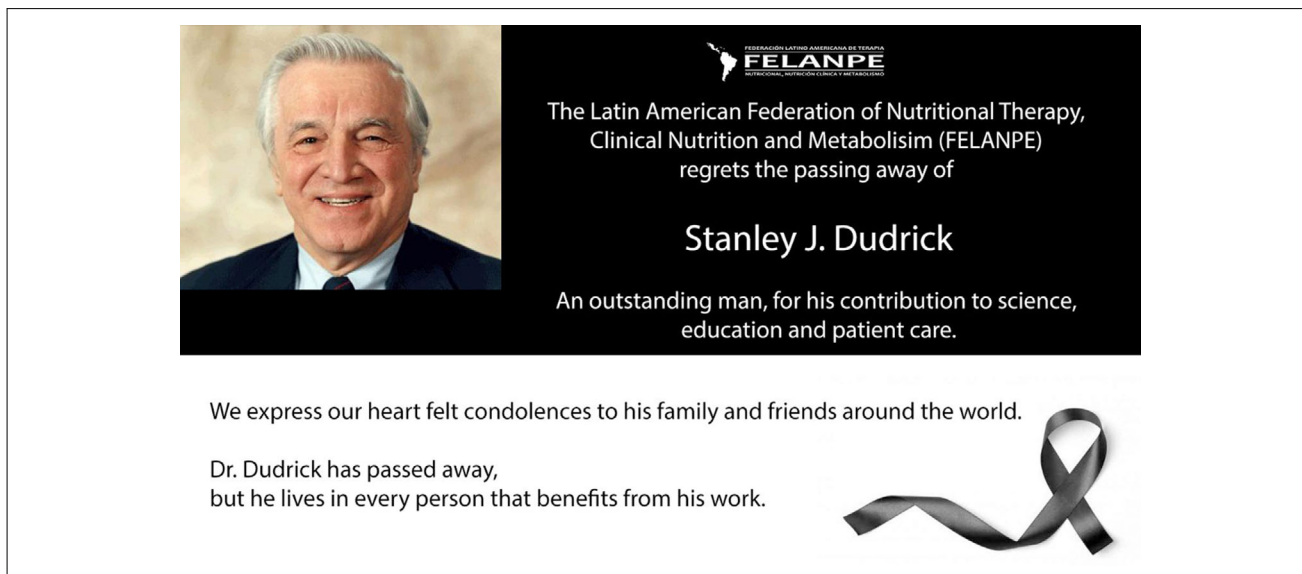 FEDERACIÓN LATINO AMERICANA DE TERAPIA
FELANPE
NUTRICIONAL, NUTRICIÓN CLÍNICA Y METABOLISMO
The Latin American Federation of Nutritional Therapy,
Clinical Nutrition and Metabolisim (FELANPE)
regrets the passing away of
Stanley J. Dudrick
An outstanding man, for his contribution to science,
education and patient care.
We express our heart felt condolences to his family and friends around the world.
Dr. Dudrick has passed away,
but he lives in every person that benefits from his work.